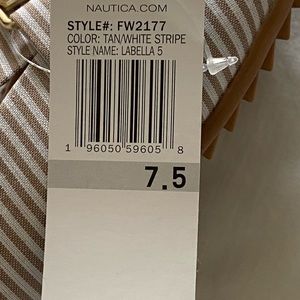 NAUTICA.COM
STYLE#: FW2177
COLOR: TAN/WHITE STRIPE
STYLE NAME: LABELLA 5
1 96050 59605 8
7.5